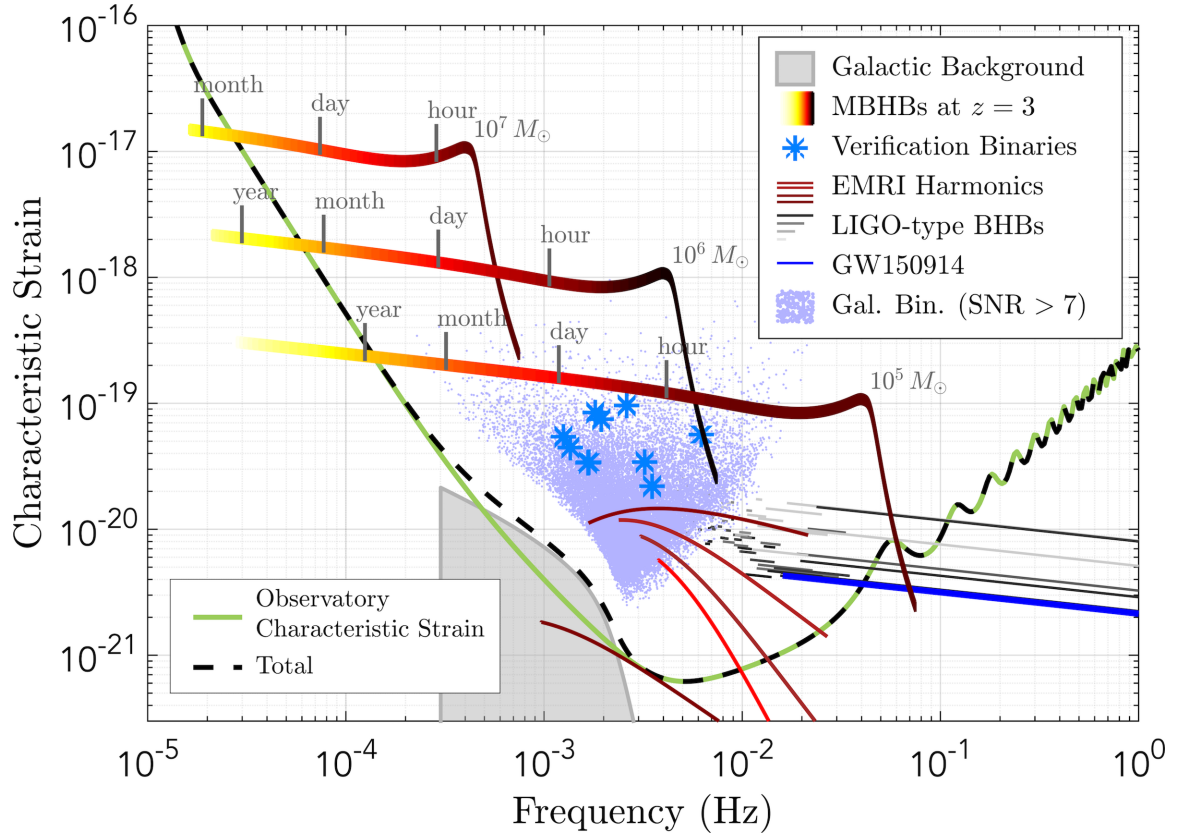 10^-16
10^-17
10^-18
10^-19
10^-20
10^-21
Characteristic Strain
month
day
hour
10^7 M⊙
year
month
day
hour
10^6 M⊙
year
month
day
hour
10^5 M⊙
Galactic Background
MBHBs at z = 3
Verification Binaries
EMRI Harmonics
LIGO-type BHBs
GW150914
Gal. Bin. (SNR > 7)
Observatory
Characteristic Strain
Total
10^-5
10^-4
10^-3
10^-2
10^-1
10^0
Frequency (Hz)